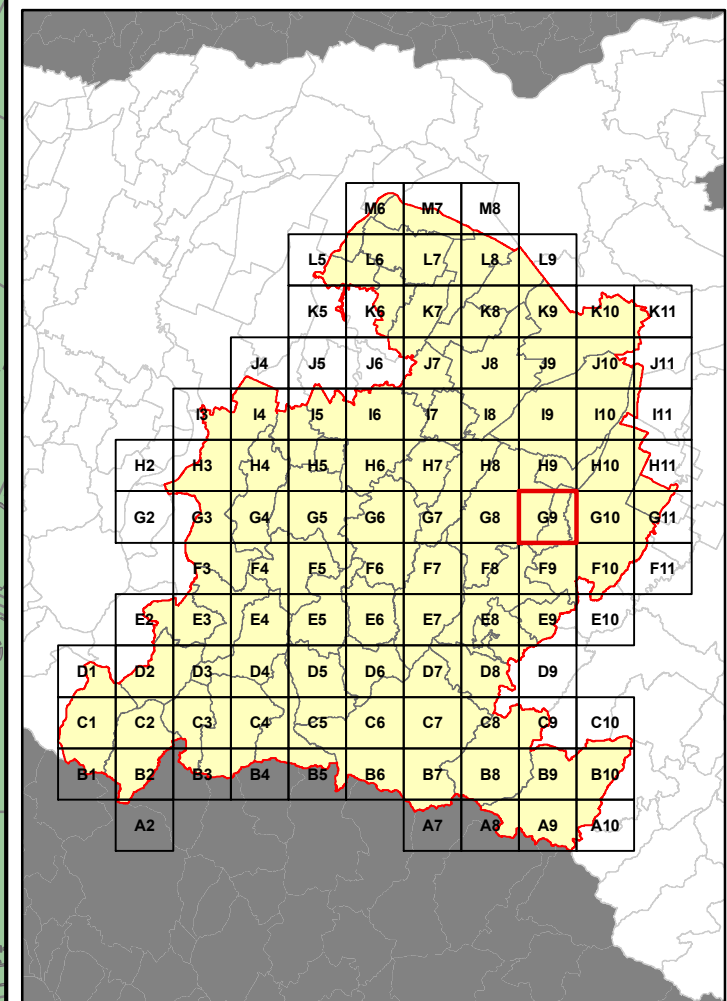 M6 M7 M8
L5 L6 L7 L8 L9
K5 K6 K7 K8 K9 K10 K11
J4 J5 J6 J7 J8 J9 J10 J11
I3 I4 I5 I6 I7 I8 I9 I10 I11
H2 H3 H4 H5 H6 H7 H8 H9 H10 H11
G2 G3 G4 G5 G6 G7 G8 G9 G10 G11
F3 F4 F5 F6 F7 F8 F9 F10 F11
E2 E3 E4 E5 E6 E7 E8 E9 E10
D1 D2 D3 D4 D5 D6 D7 D8 D9
C1 C2 C3 C4 C5 C6 C7 C8 C9 C10
B1 B2 B3 B4 B5 B6 B7 B8 B9 B10
A2 A7 A8 A9 A10